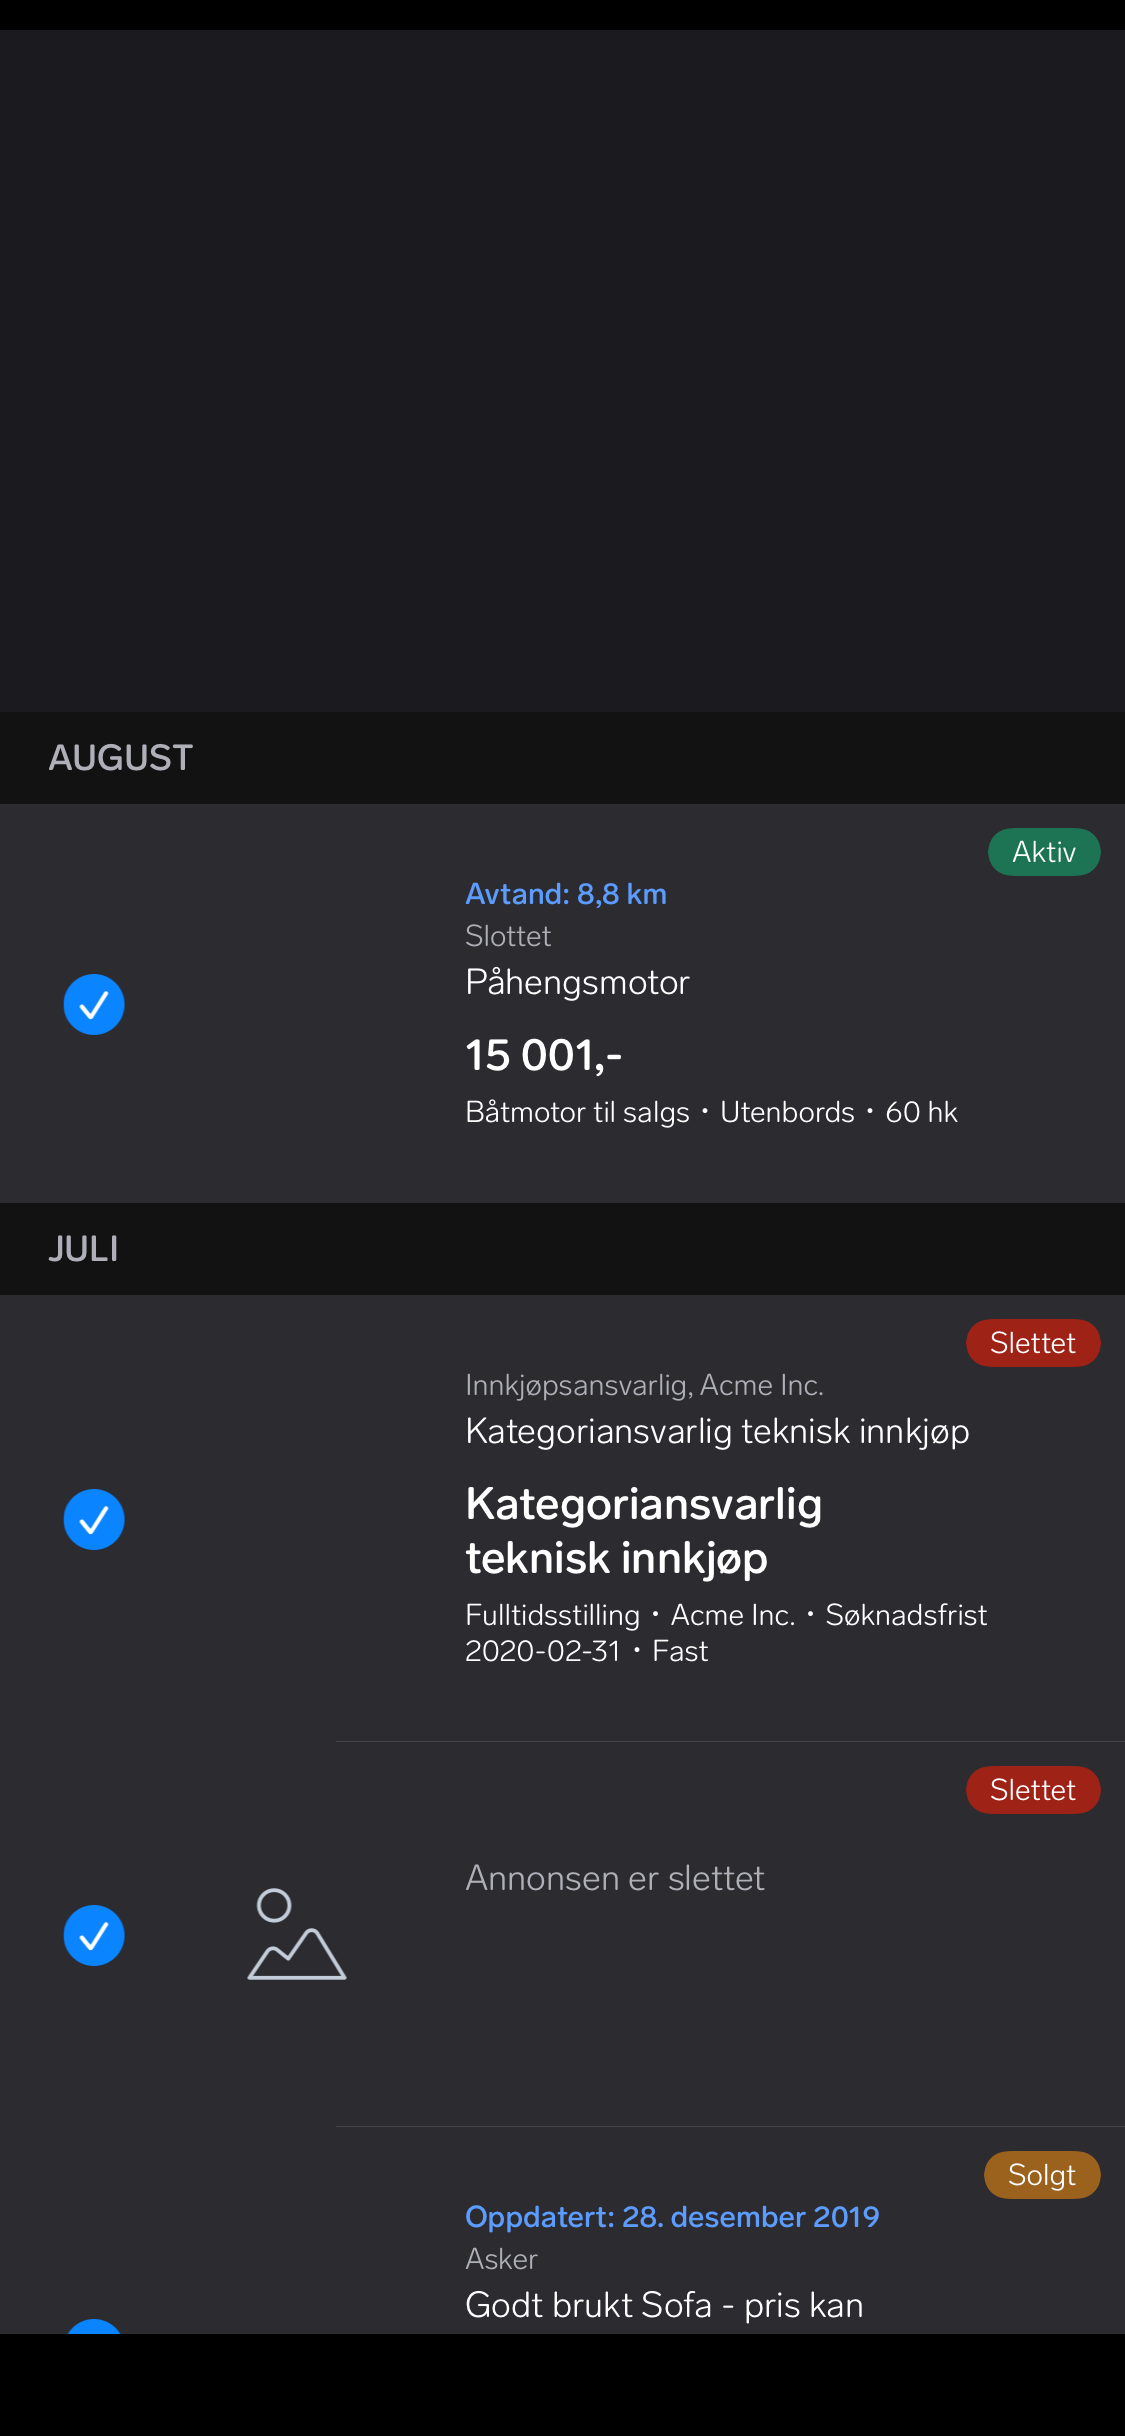 AUGUST
Aktiv
Avtand: 8,8 km
Slottet
Påhengsmotor
15 001,-
Båtmotor til salgs • Utenbords • 60 hk
JULI
Slettet
Innkjøpsansvarlig, Acme Inc.
Kategoriansvarlig teknisk innkjøp
Kategoriansvarlig
teknisk innkjøp
Fulltidsstilling • Acme Inc. • Søknadsfrist
2020-02-31 • Fast
Slettet
Annonsen er slettet
Solgt
Oppdatert: 28. desember 2019
Asker
Godt brukt Sofa - pris kan